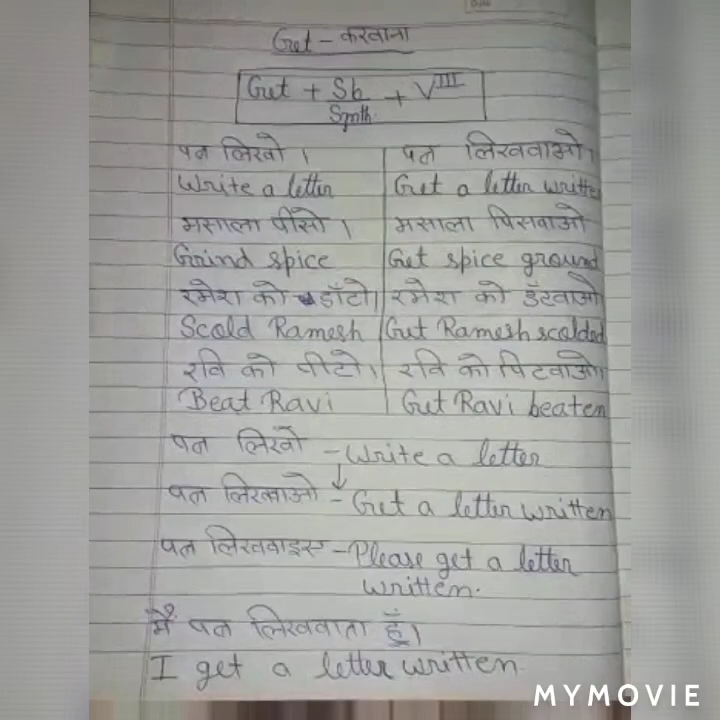 Get - करवाना
Get + Sb / Smth + VIII
पत्र लिखो । पत्र लिखवाओ।
Write a letter Get a letter written
मसाला पीसो । मसाला पिसवाओ
Grind spice Get spice ground
रमेश को डाँटो। रमेश को डँटवाओ
Scold Ramesh Get Ramesh scolded
रवि को पीटो। रवि को पिटवाओ।
Beat Ravi Get Ravi beaten
पत्र लिखो - Write a letter
पत्र लिखवाओ - Get a letter written
पत्र लिखवाइए - Please get a letter
written.
मैं पत्र लिखवाता हूँ।
I get a letter written.
MYMOVIE